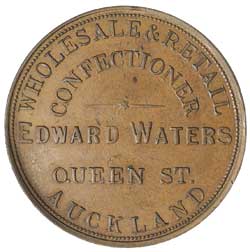 WHOLESALE & RETAIL
CONFECTIONER
EDWARD WATERS
QUEEN ST.
AUCKLAND